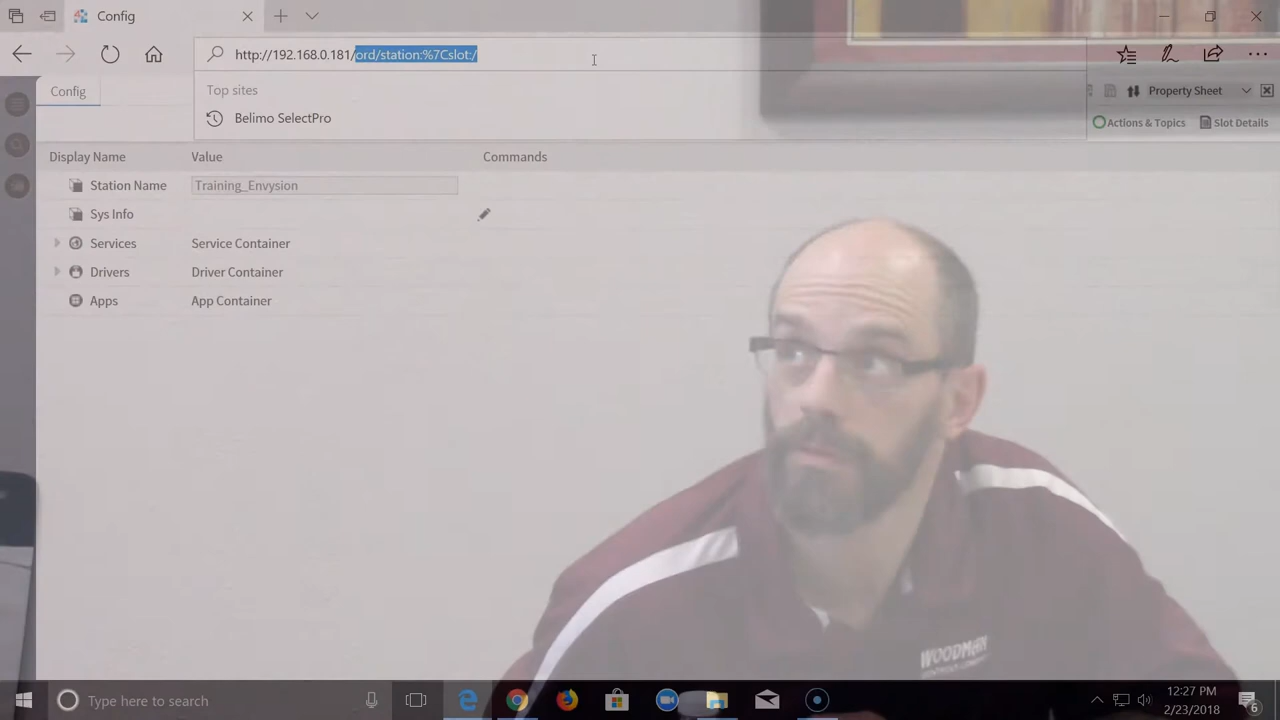 Config
http://192.168.0.181/ord/station:%7Cslot:/
Top sites
Belimo SelectPro
Config
Property Sheet
Actions & Topics
Slot Details
Display Name Value Commands
Station Name Training_Envysion
Sys Info
Services Service Container
Drivers Driver Container
Apps App Container
WOODMAN
Type here to search
12:27 PM
2/23/2018
6